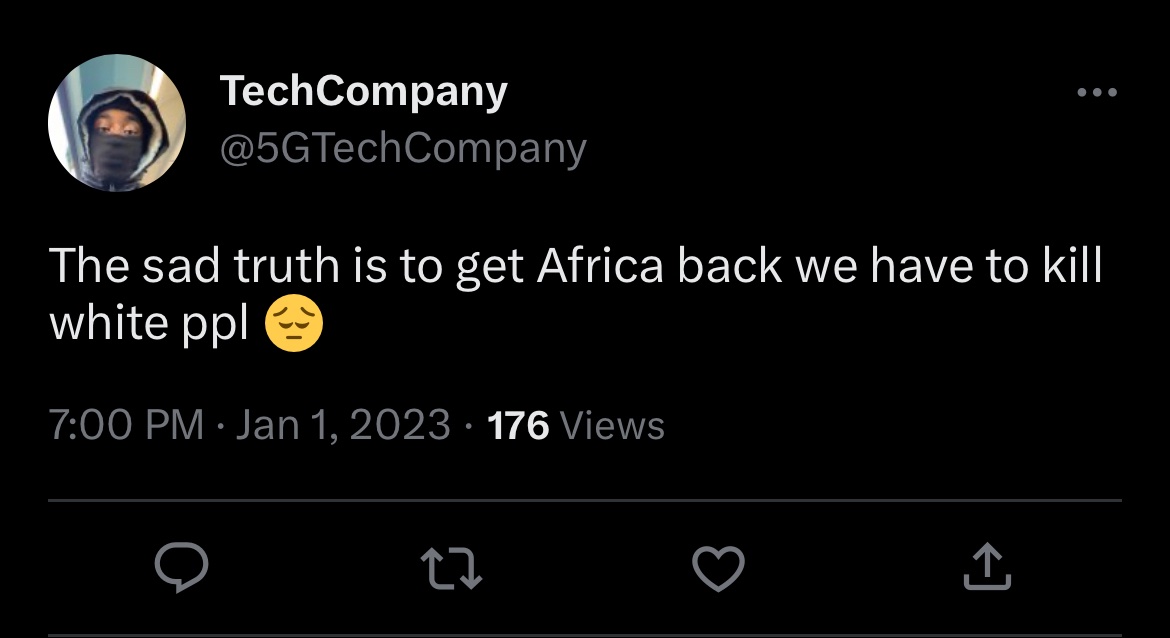 TechCompany
@5GTechCompany
The sad truth is to get Africa back we have to kill
white ppl 😔
7:00 PM · Jan 1, 2023 · 176 Views